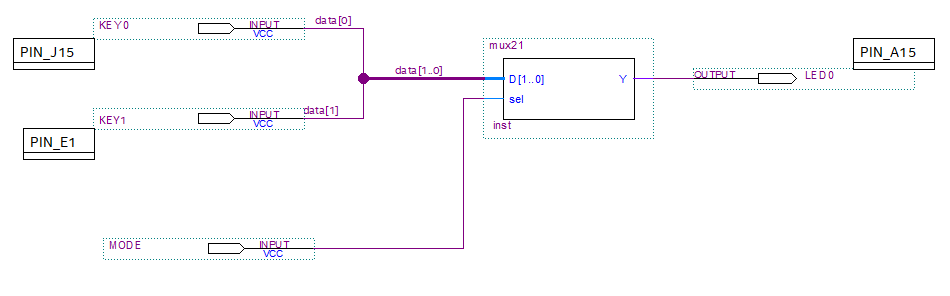 KEY0
INPUT
VCC
data[0]
PIN_J15
mux21
PIN_A15
data[1..0]
D[1..0]
Y
OUTPUT
LED0
sel
KEY1
INPUT
VCC
data[1]
inst
PIN_E1
MODE
INPUT
VCC